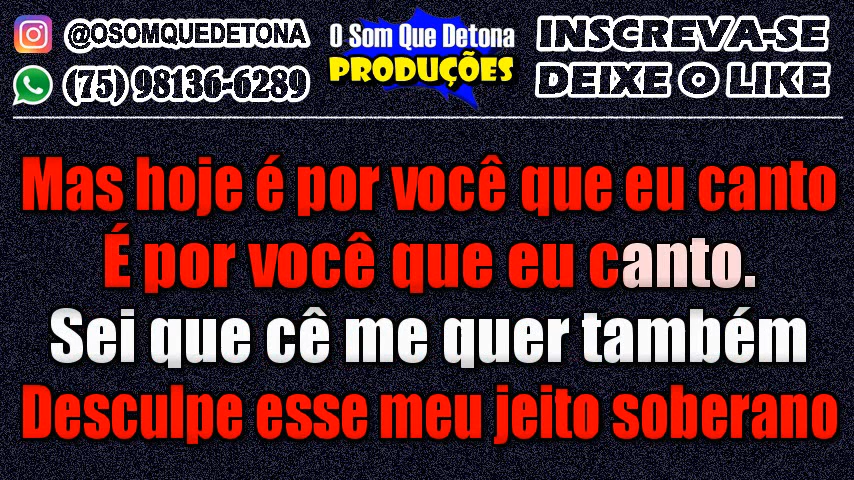 @OSOMQUEDETONA
(75) 98136-6289
O Som Que Detona
PRODUÇÕES
INSCREVA-SE
DEIXE O LIKE
Mas hoje é por você que eu canto
É por você que eu canto.
Sei que cê me quer também
Desculpe esse meu jeito soberano